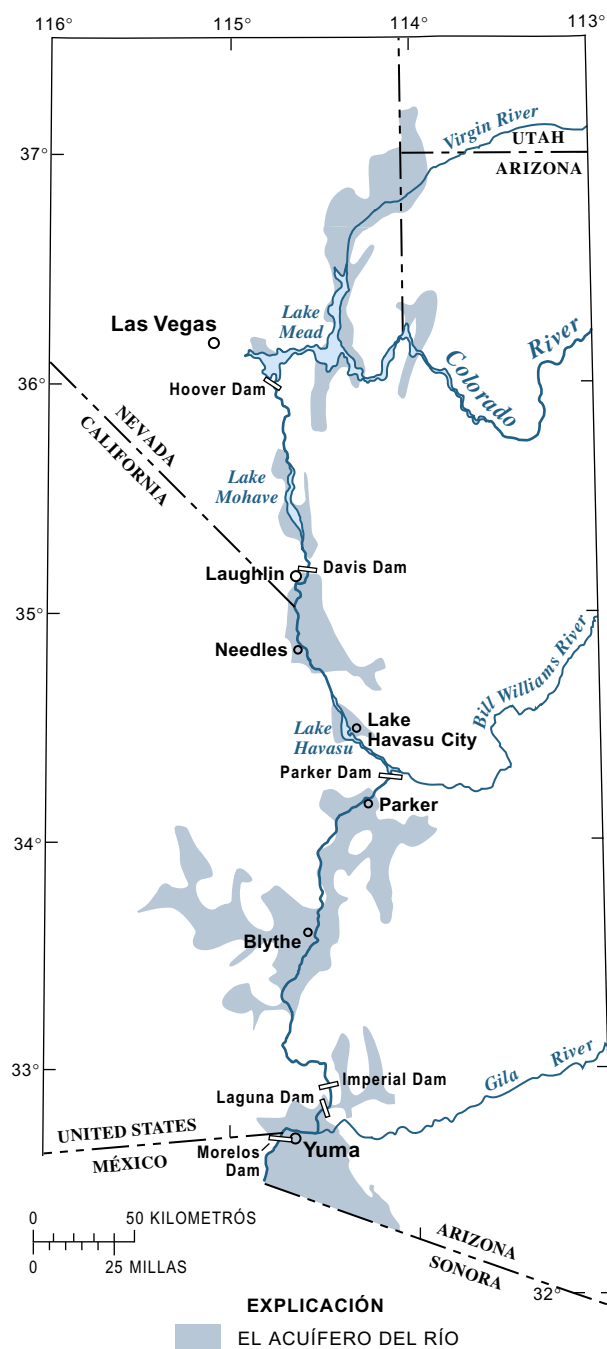 116°
115°
114°
113°
Virgin River
37°
UTAH
ARIZONA
Lake
Mead
Las Vegas
River
Colorado
36°
Hoover Dam
NEVADA
CALIFORNIA
Lake
Mohave
Davis Dam
Laughlin
35°
Needles
Bill Williams River
Lake
Havasu City
Lake
Havasu
Parker Dam
Parker
34°
Blythe
33°
Imperial Dam
Gila River
Laguna Dam
UNITED STATES
MÉXICO
Morelos
Dam
Yuma
0 50 KILOMETRÓS
0 25 MILLAS
ARIZONA
SONORA
32°
EXPLICACIÓN
EL ACUÍFERO DEL RÍO